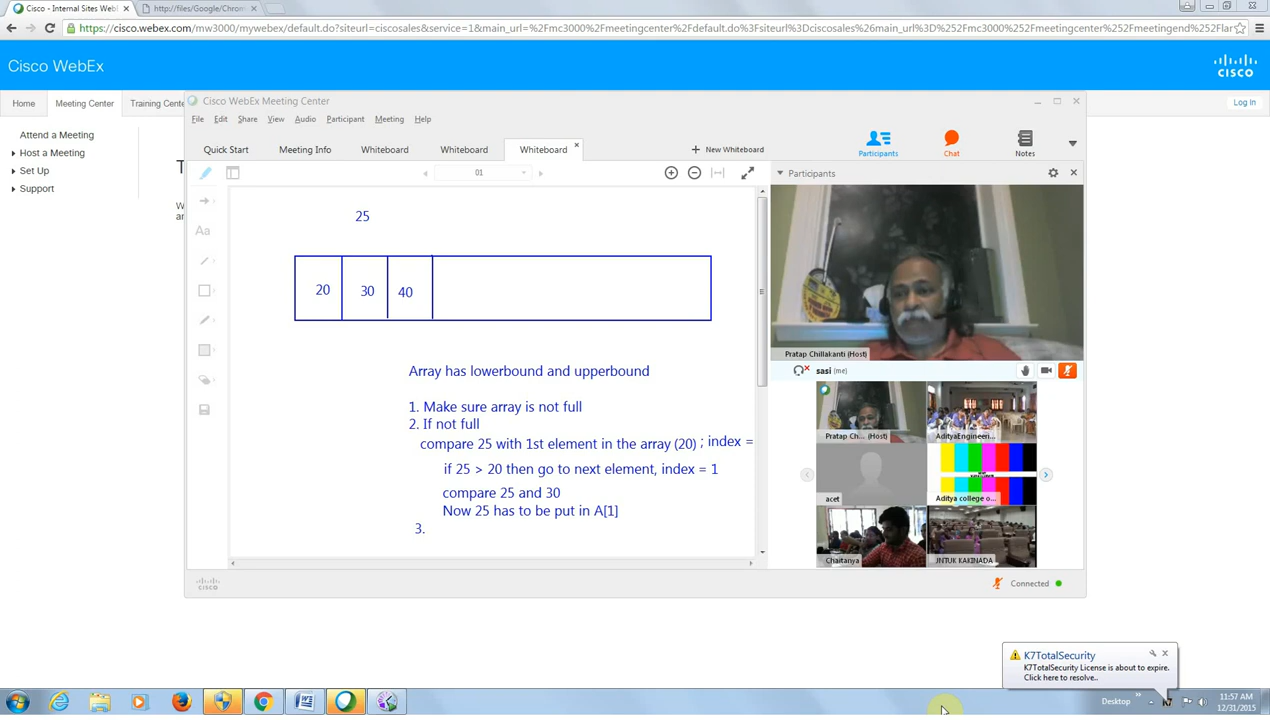 Cisco - Internal Sites Web
http://files/Google/Chrom
https://ciscosales.webex.com/mw3000/mywebex/default.do?siteurl=ciscosales&service=1&main_url=%2Fmc3000%2Fmeetingcenter%2Fdefault.do%3Fsiteurl%3Dciscosales%26main_url%3D%252Fmc3000%252Fmeetingcenter%252Fmeetingend%252Flar
Cisco WebEx
CISCO
Home
Meeting Center
Training Cente
Log In
Attend a Meeting
Host a Meeting
Set Up
Support
T
W
an
Cisco WebEx Meeting Center
File Edit Share View Audio Participant Meeting Help
Quick Start
Meeting Info
Whiteboard
Whiteboard
Whiteboard
New Whiteboard
Participants
Chat
Notes
01
Aa
25
20
30
40
Array has lowerbound and upperbound
1. Make sure array is not full
2. If not full
compare 25 with 1st element in the array (20) ; index =
if 25 > 20 then go to next element, index = 1
compare 25 and 30
Now 25 has to be put in A[1]
3.
Participants
Pratap Chillakanti (Host)
sasi (me)
Pratap Ch... (Host)
AdityaEngineeri...
acet
Aditya college o...
Chaitanya
JNTUK KAKINADA
CISCO
Connected
K7TotalSecurity
K7TotalSecurity License is about to expire.
Click here to resolve..
Desktop
11:57 AM
12/31/2015